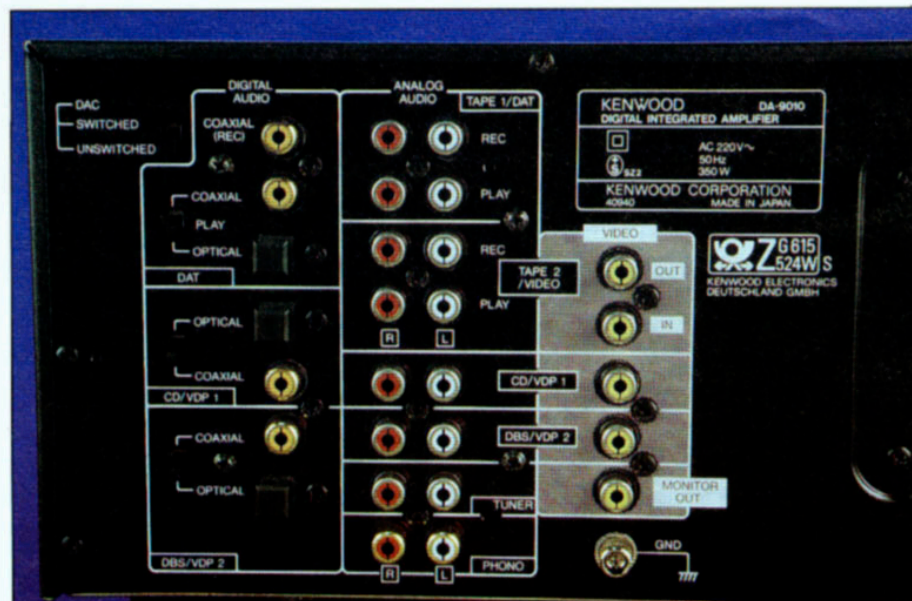 DAC
SWITCHED
UNSWITCHED
DIGITAL
AUDIO
COAXIAL
(REC)
COAXIAL
PLAY
OPTICAL
DAT
OPTICAL
COAXIAL
CD/VDP 1
COAXIAL
OPTICAL
DBS/VDP 2
ANALOG
AUDIO
TAPE 1/DAT
REC
PLAY
REC
TAPE 2
/VIDEO
PLAY
R L
CD/VDP 1
DBS/VDP 2
TUNER
R L PHONO
VIDEO
OUT
IN
MONITOR
OUT
GND
KENWOOD DA-9010
DIGITAL INTEGRATED AMPLIFIER
AC 220V~
50Hz
S SZ2 350 W
KENWOOD CORPORATION
40940 MADE IN JAPAN
Z G 615
524W S
KENWOOD ELECTRONICS
DEUTSCHLAND GMBH